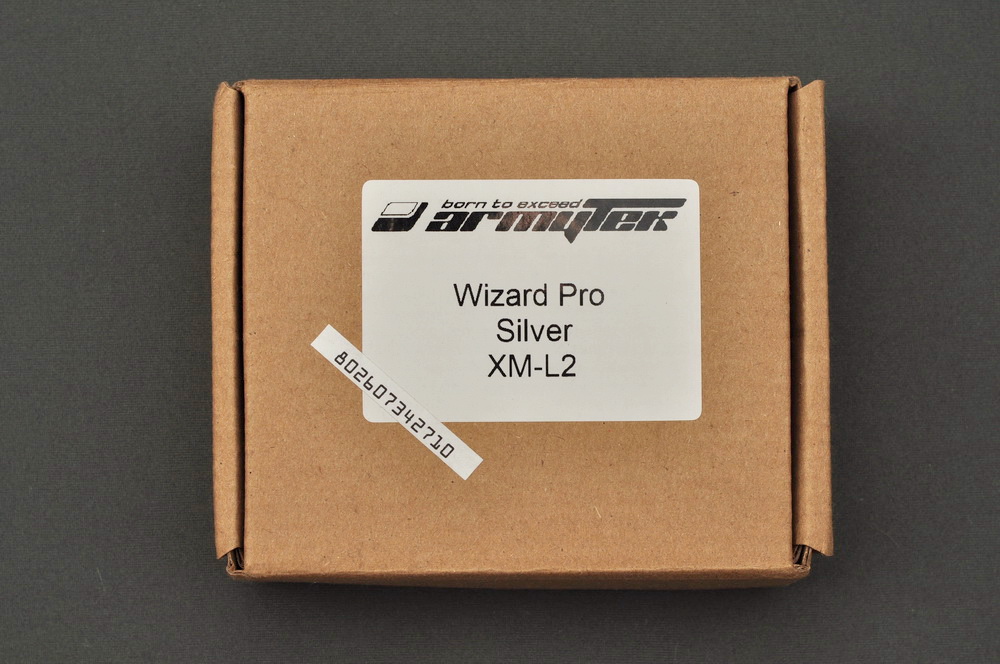 born to exceed
armytek
Wizard Pro
Silver
XM-L2
802607342710